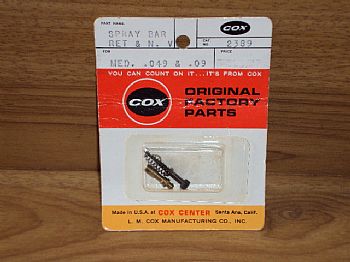 PART NAME
COX
SPRAY BAR
RET & N. V
CAT. NO. 2389
FOR
PRICE
MED. .049 & .09
YOU CAN COUNT ON IT...IT'S FROM COX
COX
ORIGINAL
FACTORY
PARTS
Made in U.S.A. at COX CENTER Santa Ana, Calif.
L. M. COX MANUFACTURING CO., INC.